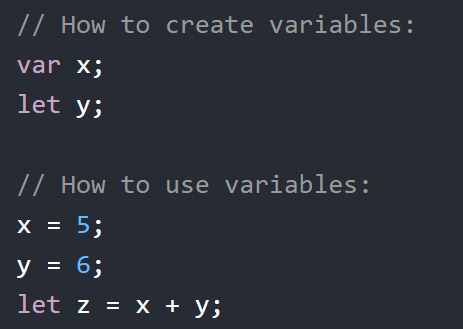 // How to create variables:
var x;
let y;

// How to use variables:
x = 5;
y = 6;
let z = x + y;